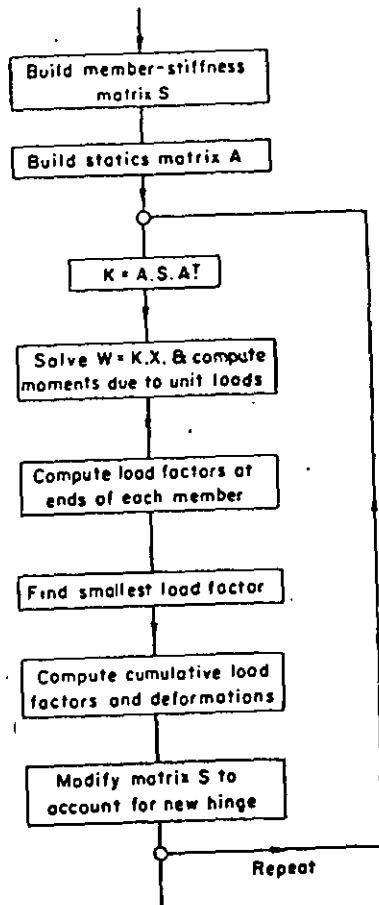 Build member-stiffness
matrix S
Build statics matrix A
K = A.S.Aᵀ
Solve W = K.X. & compute
moments due to unit loads
Compute load factors at
ends of each member
Find smallest load factor
Compute cumulative load
factors and deformations
Modify matrix S to
account for new hinge
Repeat